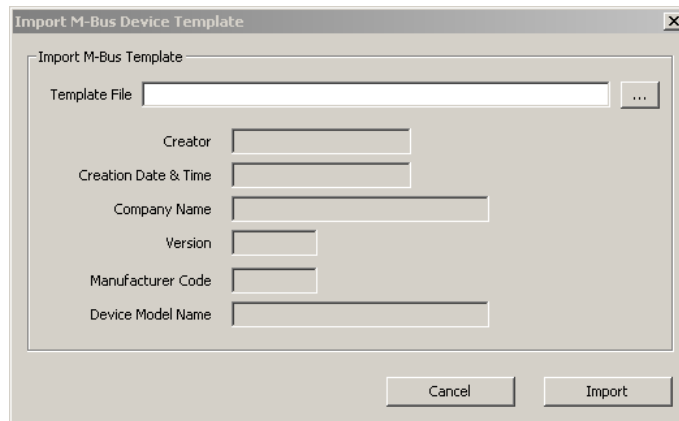 Import M-Bus Device Template
Import M-Bus Template
Template File
...
Creator
Creation Date & Time
Company Name
Version
Manufacturer Code
Device Model Name
Cancel Import